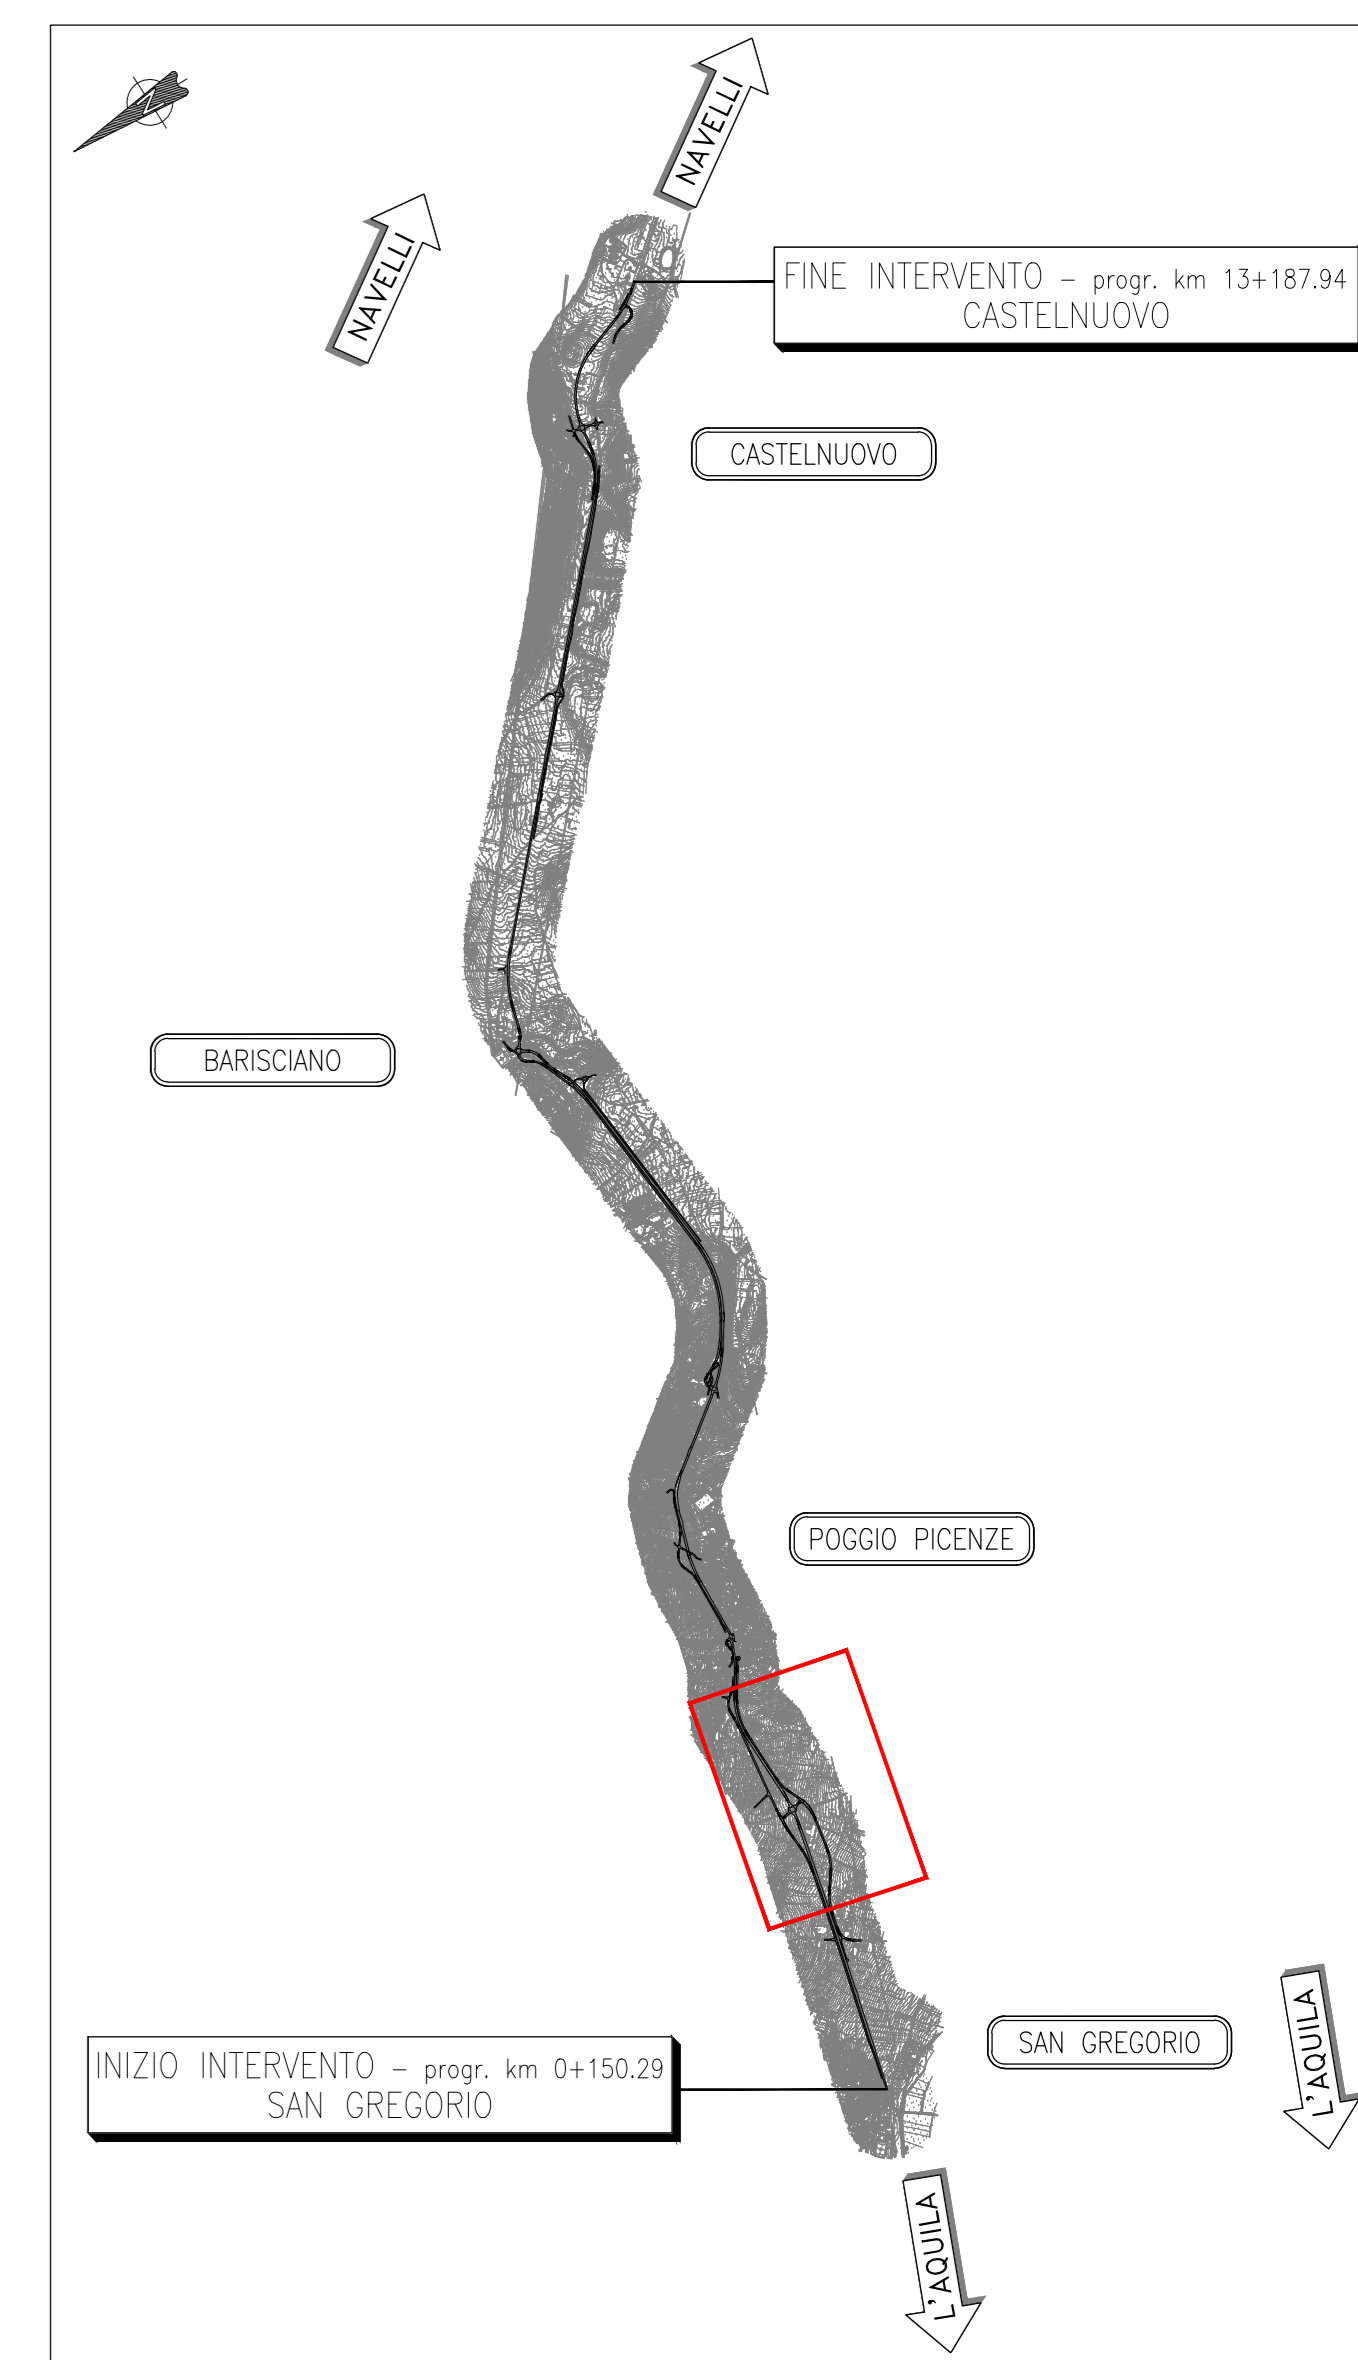 NAVELLI
NAVELLI
FINE INTERVENTO - progr. km 13+187.94
CASTELNUOVO
CASTELNUOVO
BARISCIANO
POGGIO PICENZE
INIZIO INTERVENTO - progr. km 0+150.29
SAN GREGORIO
SAN GREGORIO
L'AQUILA
L'AQUILA